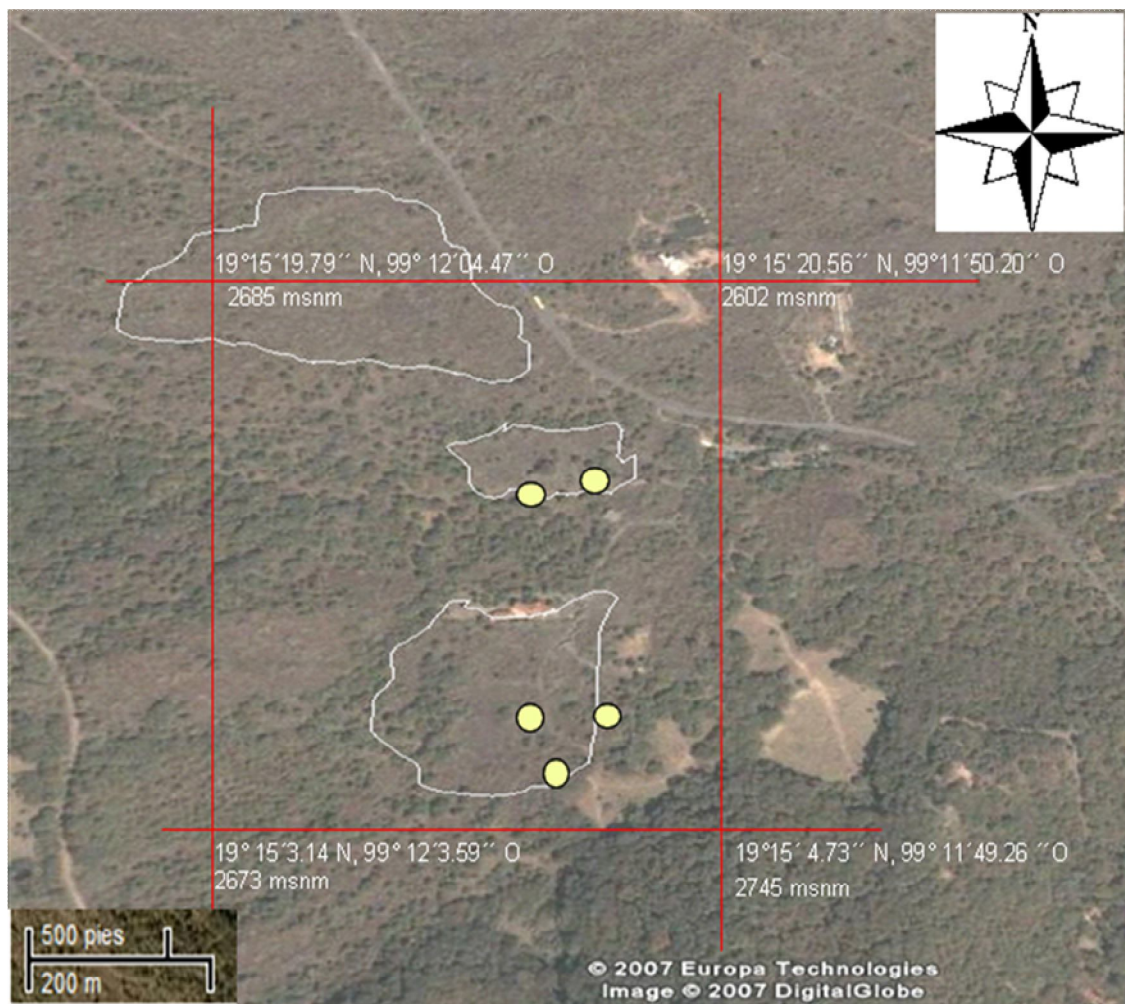 N
19°15´19.79´´ N, 99°12´04.47´´ O
2685 msnm
19° 15' 20.56´´ N, 99°11´50.20´´ O
2602 msnm
19° 15´3.14 N, 99° 12´3.59´´ O
2673 msnm
19°15´ 4.73´´ N, 99° 11´49.26 ´´O
2745 msnm
500 pies
200 m
© 2007 Europa Technologies
Image © 2007 DigitalGlobe